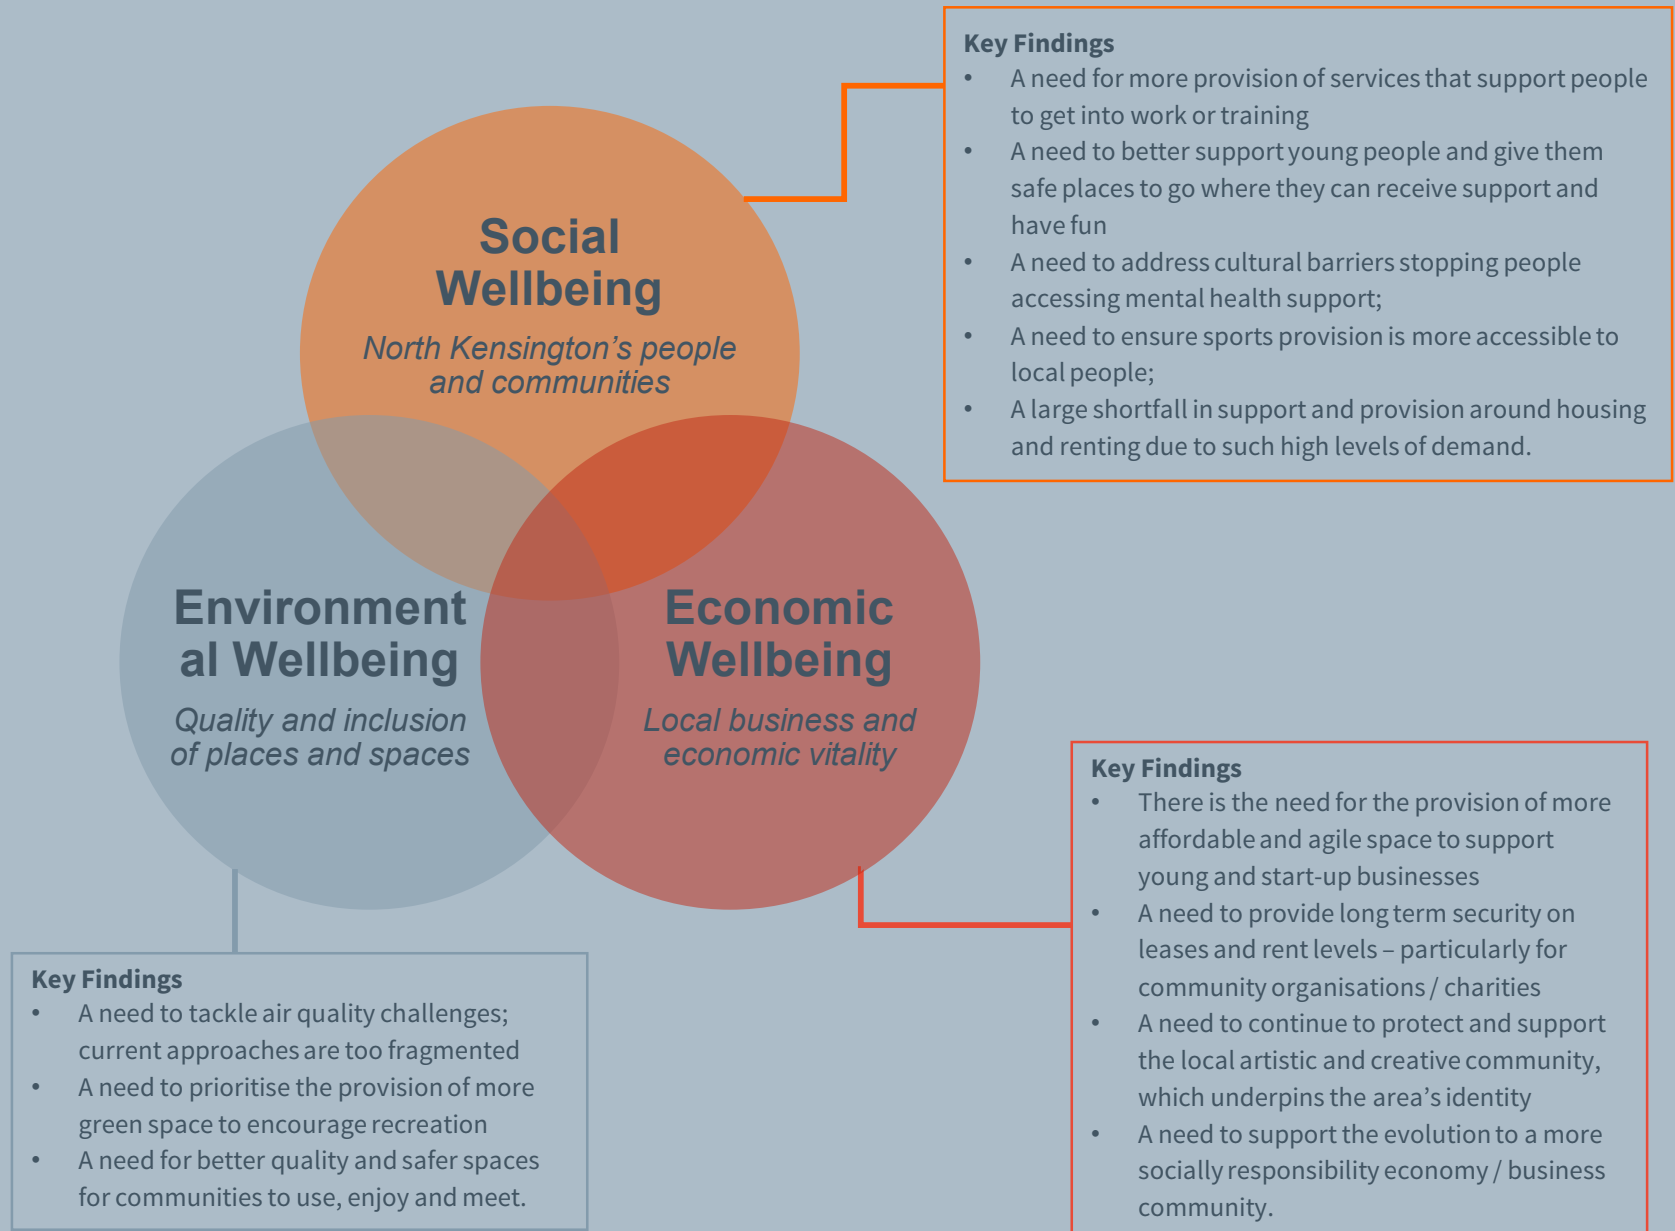 Social
Wellbeing
North Kensington’s people
and communities
Environment
al Wellbeing
Quality and inclusion
of places and spaces
Economic
Wellbeing
Local business and
economic vitality
Key Findings
• A need for more provision of services that support people
to get into work or training
• A need to better support young people and give them
safe places to go where they can receive support and
have fun
• A need to address cultural barriers stopping people
accessing mental health support;
• A need to ensure sports provision is more accessible to
local people;
• A large shortfall in support and provision around housing
and renting due to such high levels of demand.
Key Findings
• There is the need for the provision of more
affordable and agile space to support
young and start-up businesses
• A need to provide long term security on
leases and rent levels – particularly for
community organisations / charities
• A need to continue to protect and support
the local artistic and creative community,
which underpins the area’s identity
• A need to support the evolution to a more
socially responsibility economy / business
community.
Key Findings
• A need to tackle air quality challenges;
current approaches are too fragmented
• A need to prioritise the provision of more
green space to encourage recreation
• A need for better quality and safer spaces
for communities to use, enjoy and meet.